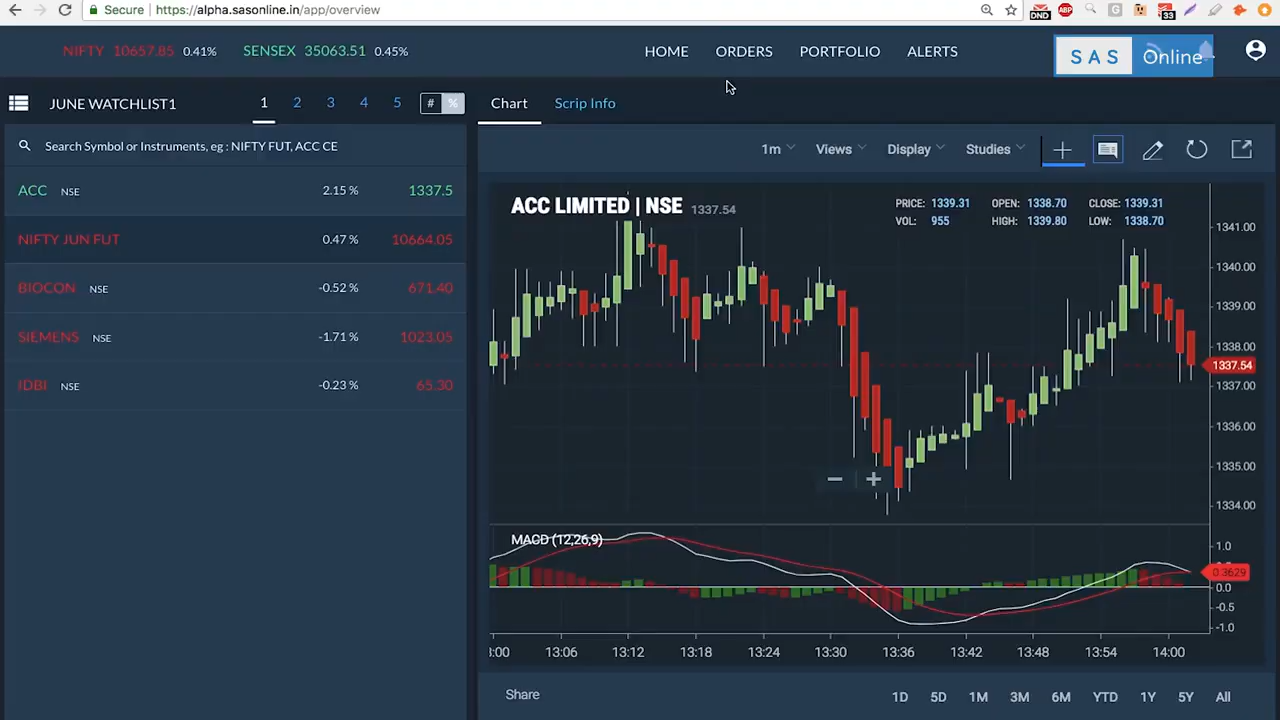 Secure https://alpha.sasonline.in/app/overview
DND ABP G 33
NIFTY 10657.85 0.41% SENSEX 35063.51 0.45% HOME ORDERS PORTFOLIO ALERTS SAS Online
JUNE WATCHLIST1 1 2 3 4 5 # % Chart Scrip Info
Search Symbol or Instruments, eg : NIFTY FUT, ACC CE
1m Views Display Studies
ACC NSE 2.15 % 1337.5
NIFTY JUN FUT 0.47 % 10664.05
BIOCON NSE -0.52 % 671.40
SIEMENS NSE -1.71 % 1023.05
IDBI NSE -0.23 % 65.30
ACC LIMITED | NSE 1337.54
PRICE: 1339.31 OPEN: 1338.70 CLOSE: 1339.31
VOL: 955 HIGH: 1339.80 LOW: 1338.70
1341.00
1340.00
1339.00
1338.00
1337.54
1337.00
1336.00
1335.00
1334.00
MACD (12,26,9)
1.0
0.3629
0.0
-0.5
-1.0
13:06 13:12 13:18 13:24 13:30 13:36 13:42 13:48 13:54 14:00
Share 1D 5D 1M 3M 6M YTD 1Y 5Y All